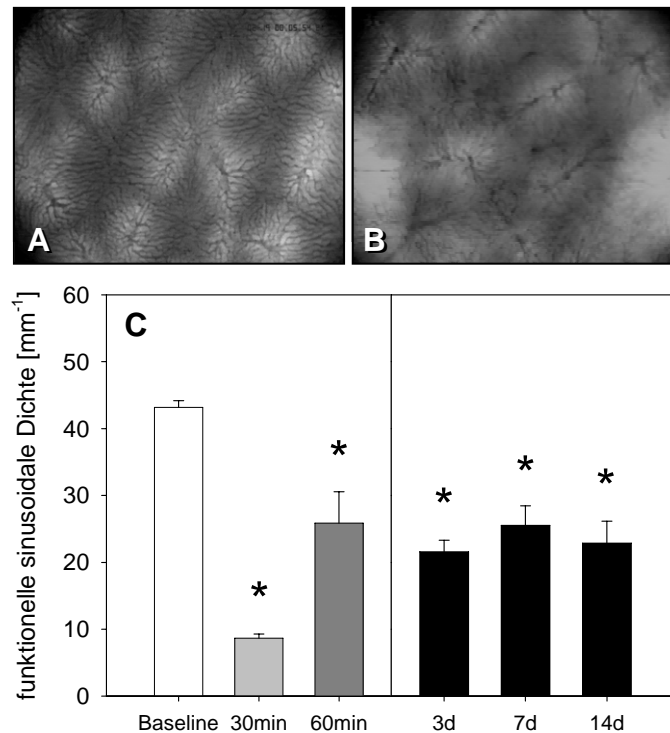 A
B
C
funktionelle sinusoidale Dichte [mm⁻¹]
60
50
40
30
20
10
0
*
*
*
*
*
Baseline 30min 60min 3d 7d 14d